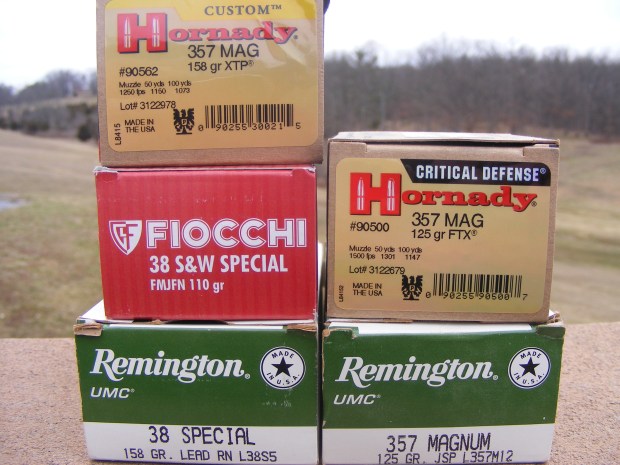 CUSTOM™
Hornady®
357 MAG
158 gr XTP®
#90562
Muzzle 50 yds 100 yds
1250 fps 1150 1073
Lot# 3122978
MADE IN
THE USA
L8415
0 90255 30021 5
FIOCCHI
38 S&W SPECIAL
FMJFN 110 gr
CRITICAL DEFENSE®
Hornady®
357 MAG
125 gr FTX®
#90500
Muzzle 50 yds 100 yds
1500 fps 1301 1147
Lot# 3122679
MADE IN
THE USA
0 90255 90500 7
Remington®
MADE
IN U.S.A.
UMC®
38 SPECIAL
158 GR. LEAD RN L38S5
Remington®
MADE
IN U.S.A.
UMC®
357 MAGNUM
125 GR. JSP L357M12